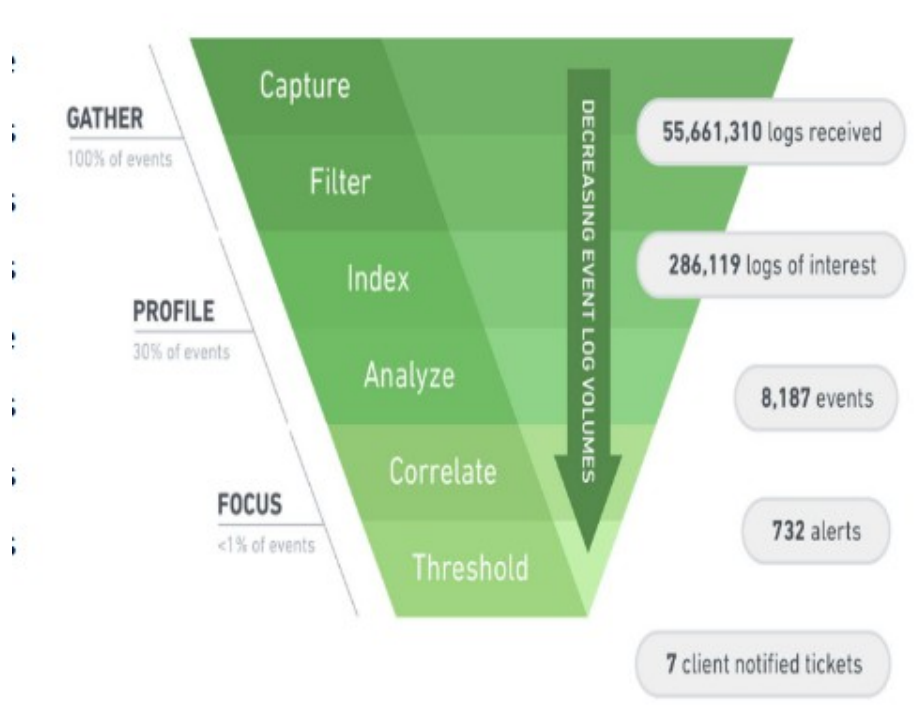 GATHER
100% of events
PROFILE
30% of events
FOCUS
<1% of events
Capture
Filter
Index
Analyze
Correlate
Threshold
DECREASING EVENT LOG VOLUMES
55,661,310 logs received
286,119 logs of interest
8,187 events
732 alerts
7 client notified tickets